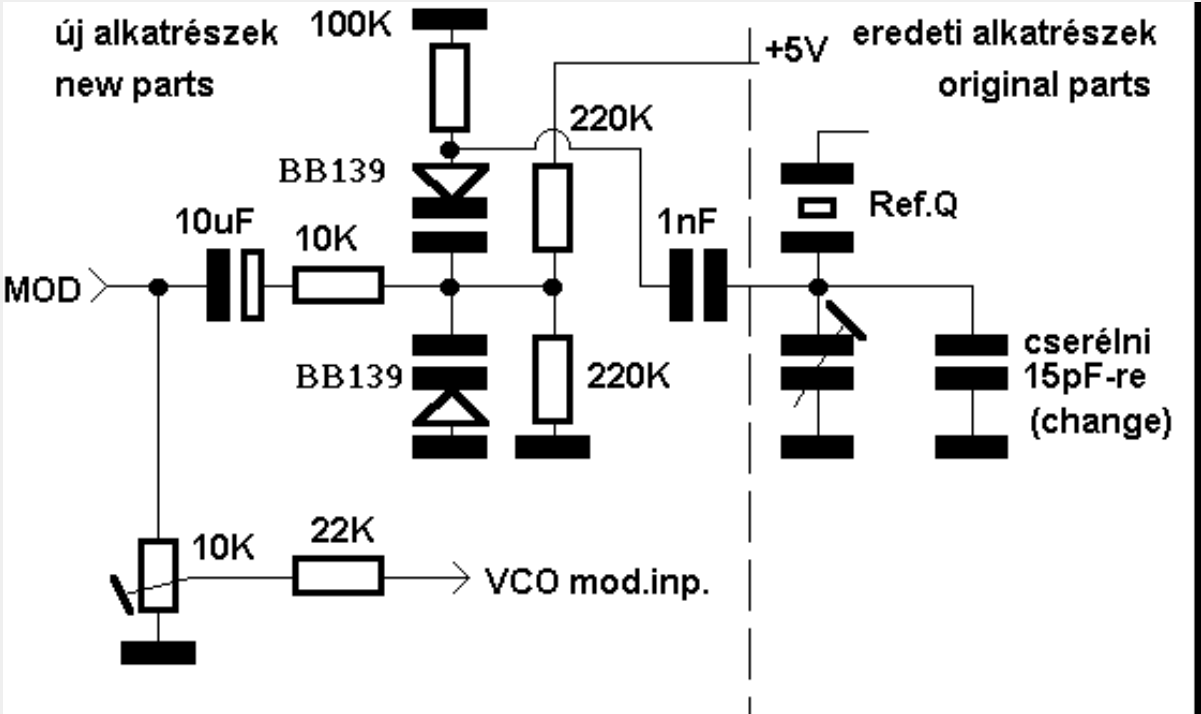 új alkatrészek
new parts
100K
+5V
eredeti alkatrészek
original parts
220K
BB139
10uF
10K
1nF
Ref.Q
MOD
BB139
220K
cserélni
15pF-re
(change)
10K
22K
VCO mod.inp.